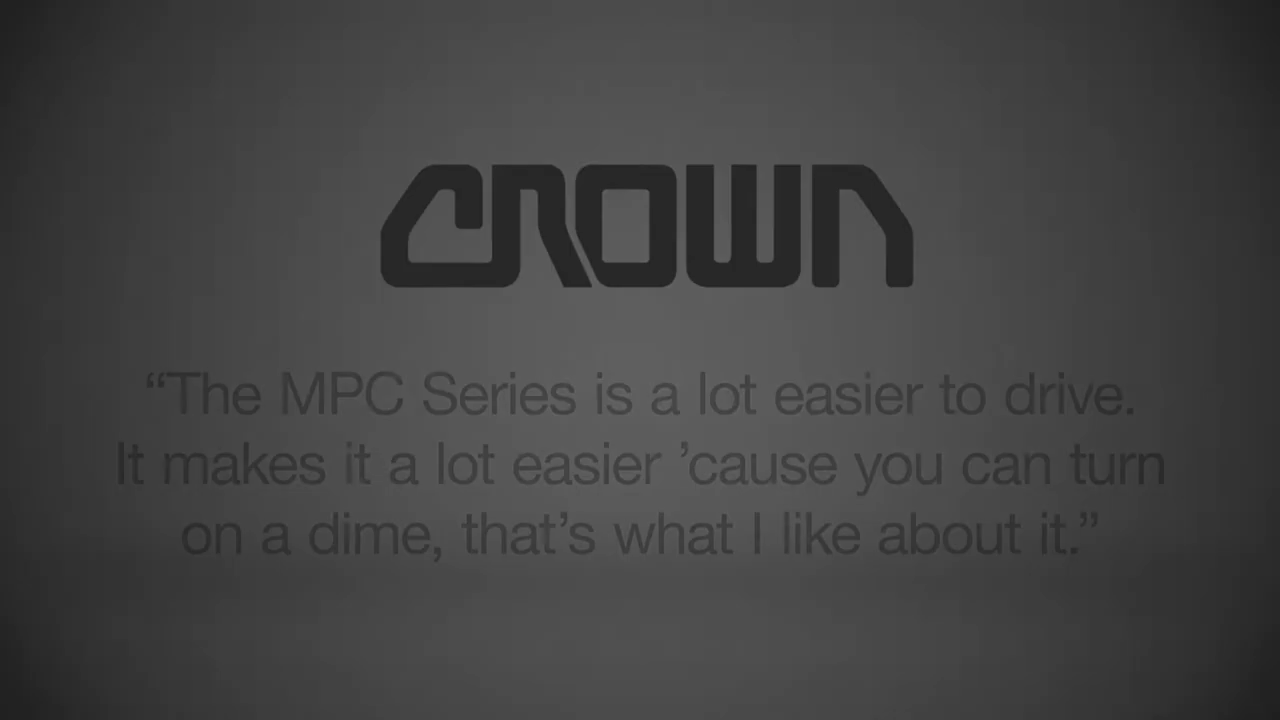 CROWN
“The MPC Series is a lot easier to drive.
It makes it a lot easier ’cause you can turn
on a dime, that’s what I like about it.”